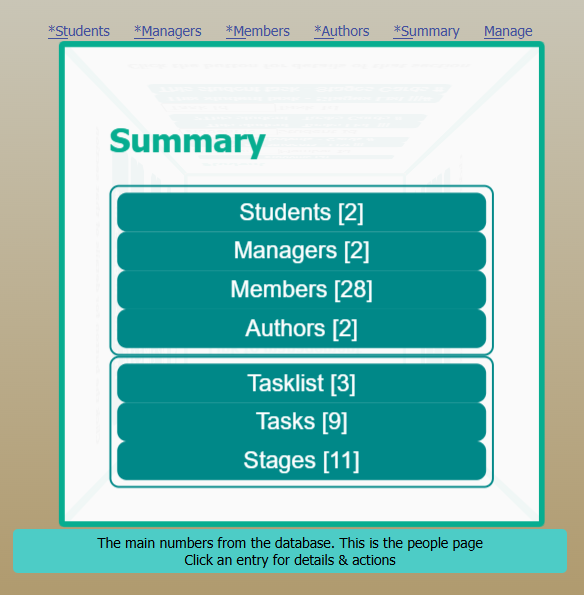 *Students *Managers *Members *Authors *Summary Manage
Summary
Students [2]
Managers [2]
Members [28]
Authors [2]
Tasklist [3]
Tasks [9]
Stages [11]
The main numbers from the database. This is the people page
Click an entry for details & actions